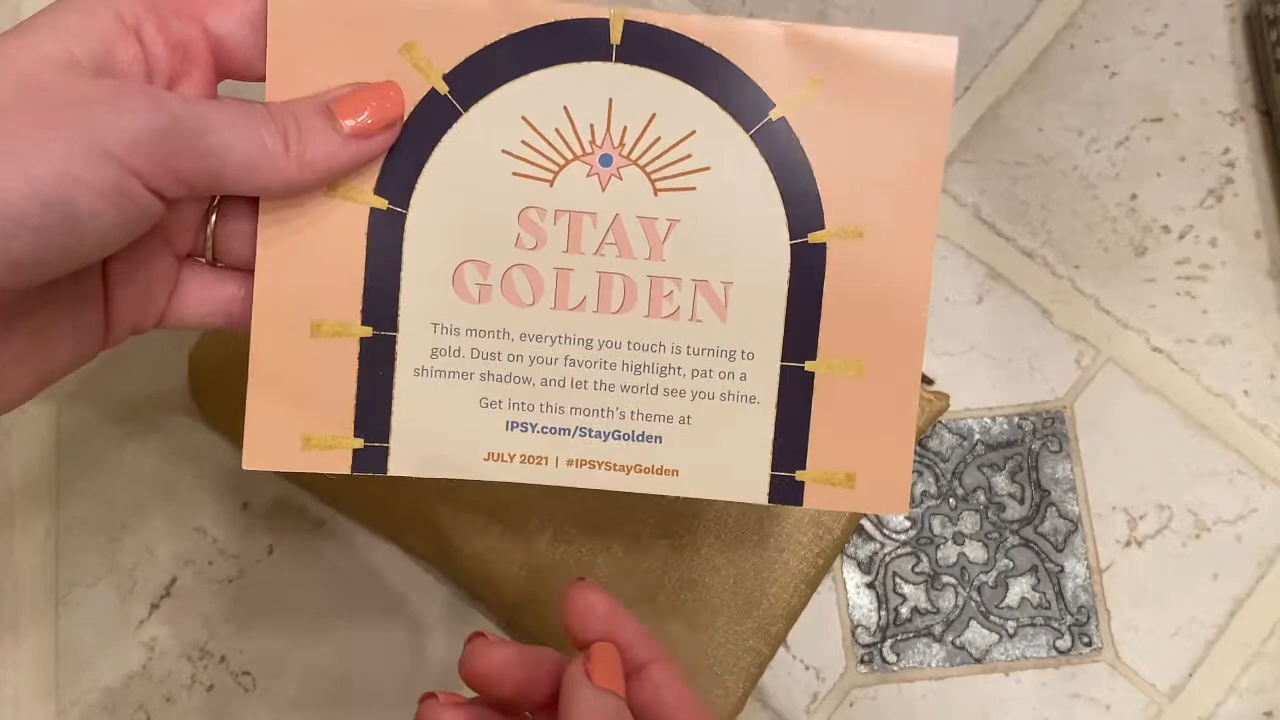 STAY
GOLDEN
This month, everything you touch is turning to
gold. Dust on your favorite highlight, pat on a
shimmer shadow, and let the world see you shine.
Get into this month's theme at
IPSY.com/StayGolden
JULY 2021 | #IPSYStayGolden